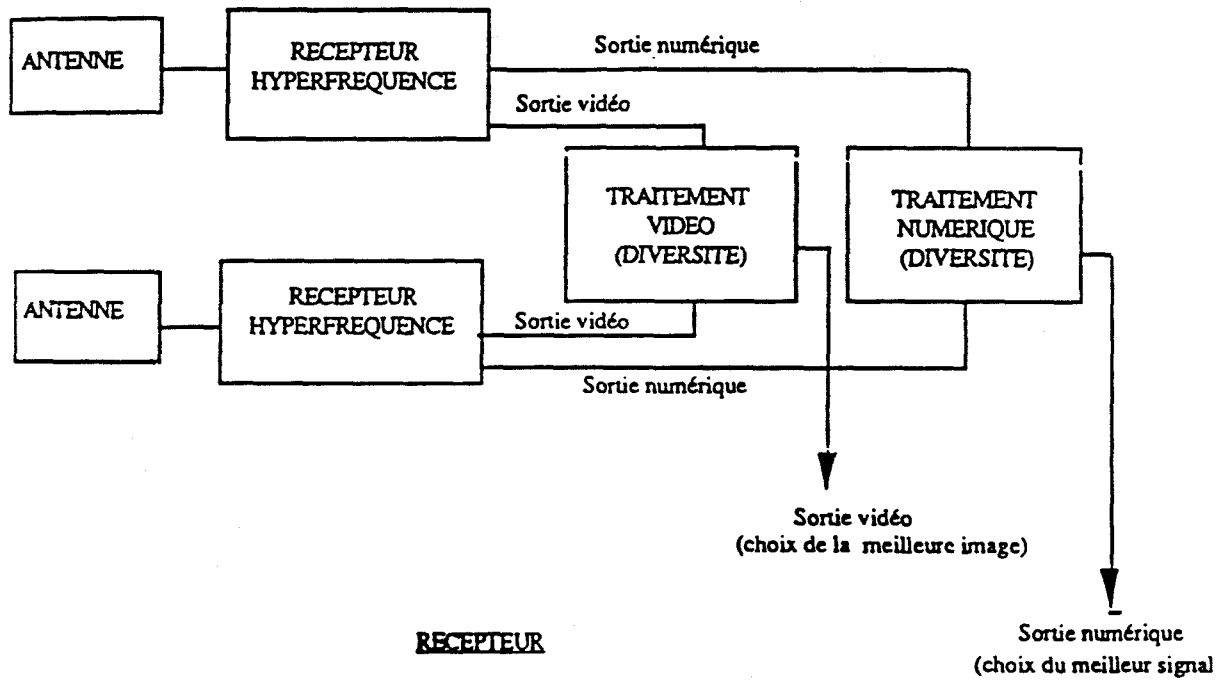 ANTENNE
RECEPTEUR
HYPERFREQUENCE
Sortie numérique
Sortie vidéo
TRAITEMENT
VIDEO
(DIVERSITE)
TRAITEMENT
NUMERIQUE
(DIVERSITE)
ANTENNE
RECEPTEUR
HYPERFREQUENCE
Sortie vidéo
Sortie numérique
Sortie vidéo
(choix de la meilleure image)
RECEPTEUR
Sortie numérique
(choix du meilleur signal